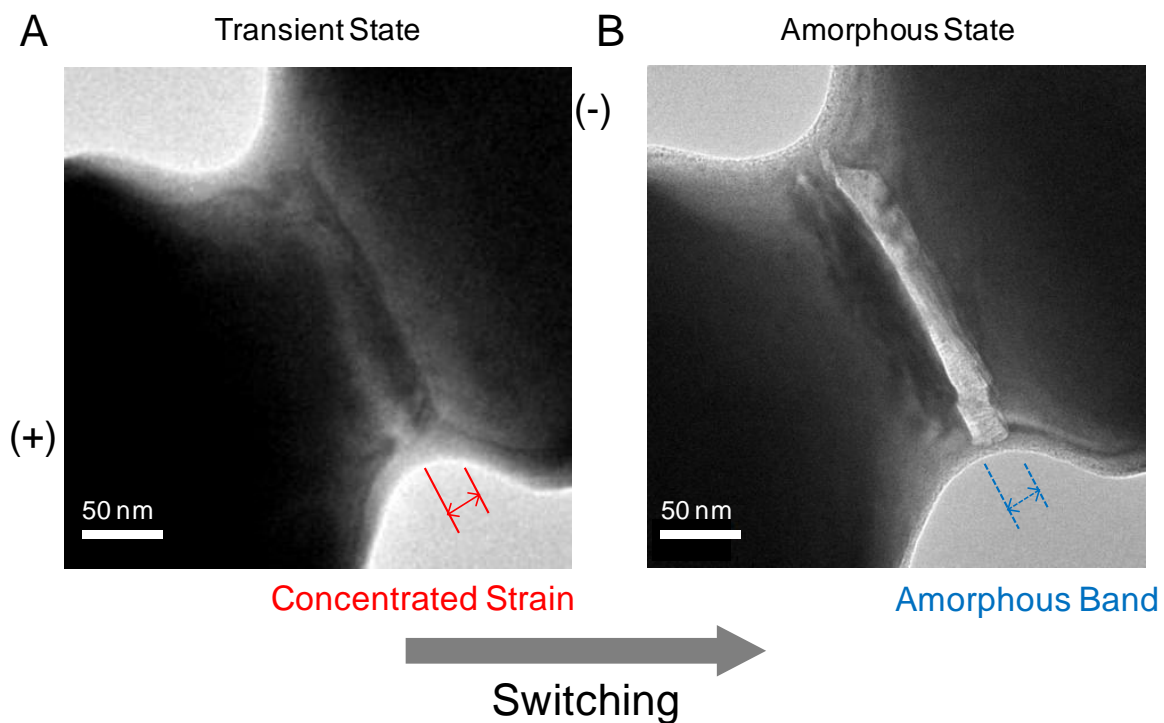 A
Transient State
B
Amorphous State
(-)
(+)
50 nm
50 nm
Concentrated Strain
Amorphous Band
Switching